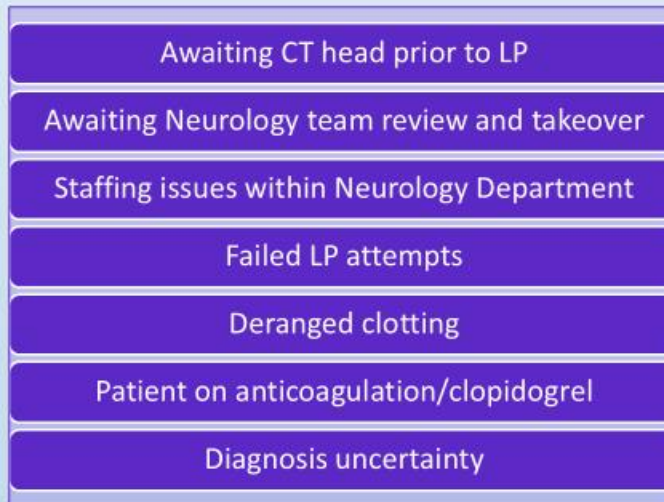 Awaiting CT head prior to LP
Awaiting Neurology team review and takeover
Staffing issues within Neurology Department
Failed LP attempts
Deranged clotting
Patient on anticoagulation/clopidogrel
Diagnosis uncertainty